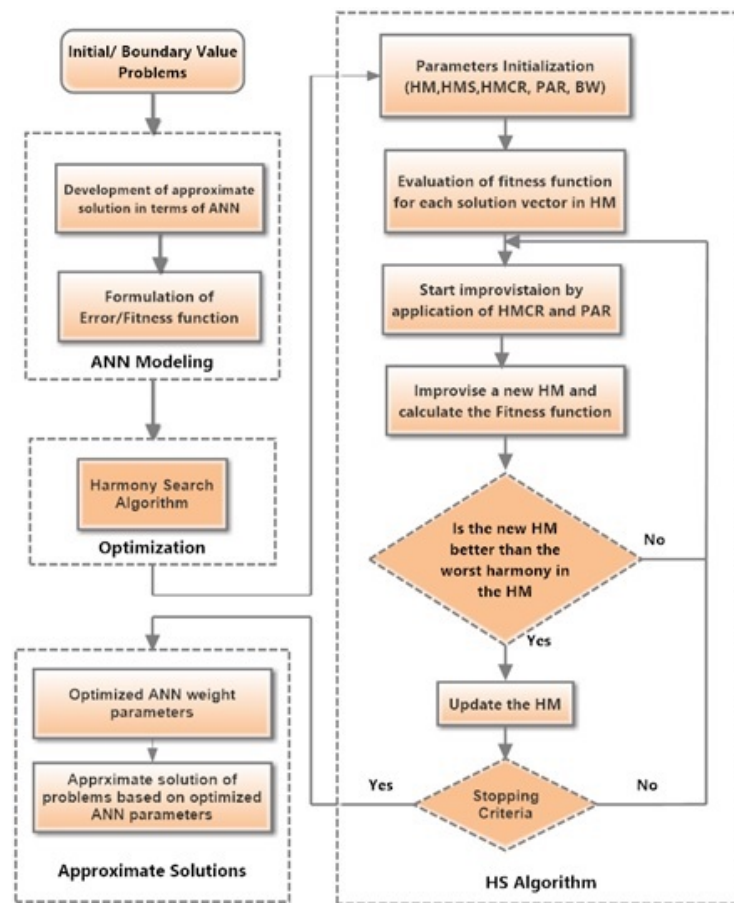 Initial/ Boundary Value
Problems
Development of approximate
solution in terms of ANN
Formulation of
Error/Fitness function
ANN Modeling
Harmony Search
Algorithm
Optimization
Optimized ANN weight
parameters
Apprximate solution of
problems based on optimized
ANN parameters
Approximate Solutions
Parameters Initialization
(HM,HMS,HMCR, PAR, BW)
Evaluation of fitness function
for each solution vector in HM
Start improvistaion by
application of HMCR and PAR
Improvise a new HM and
calculate the Fitness function
Is the new HM
better than the
worst harmony in
the HM
No
Yes
Update the HM
Yes
Stopping
Criteria
No
HS Algorithm